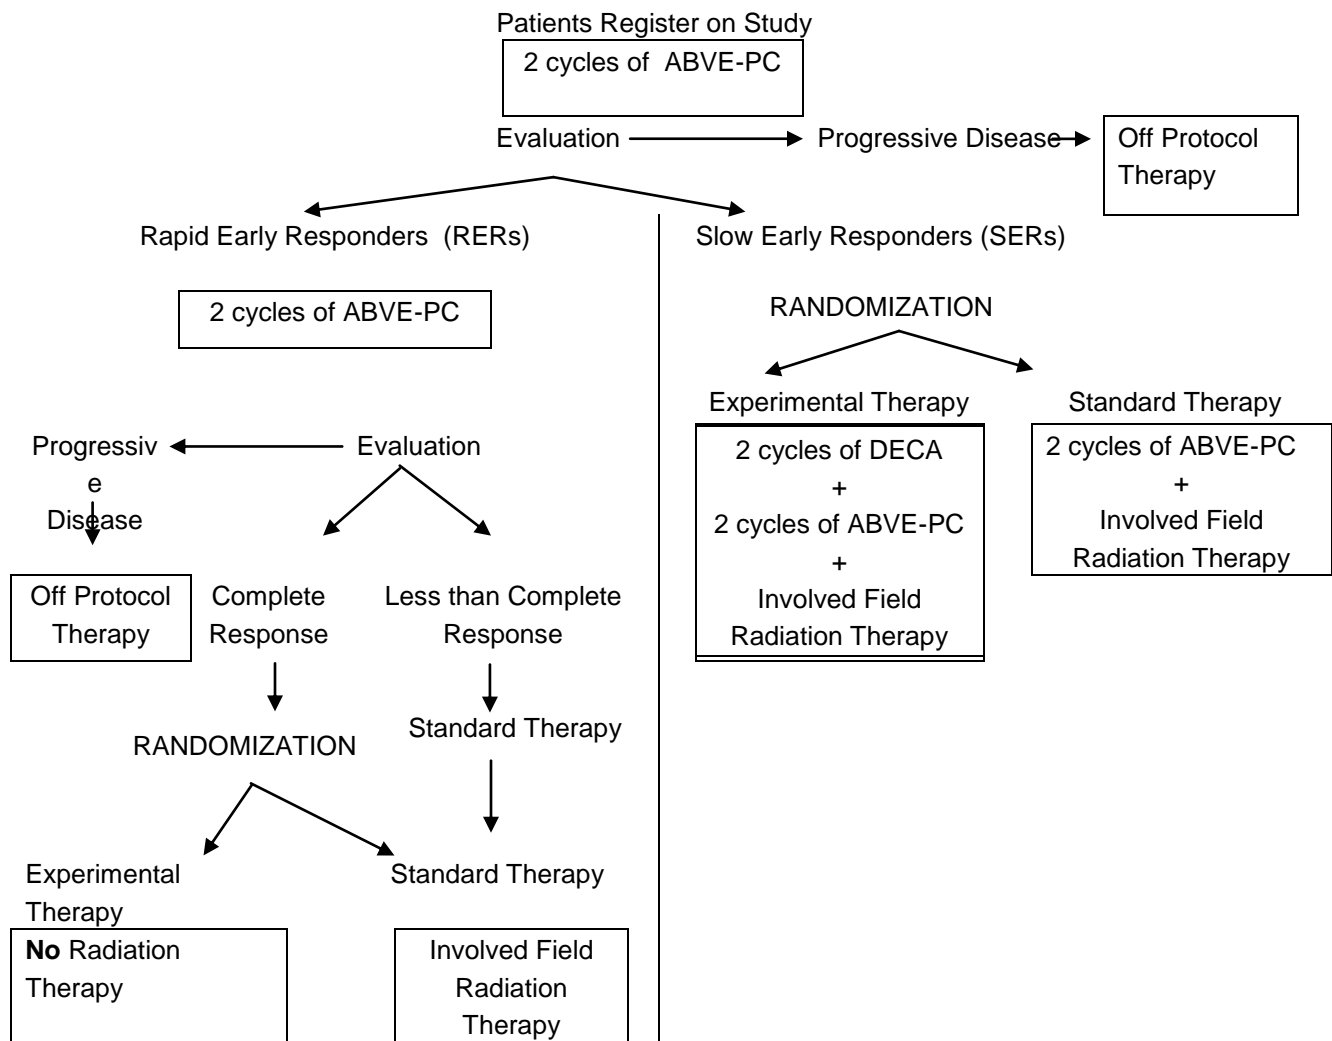 Patients Register on Study
2 cycles of ABVE-PC
Evaluation
Progressive Disease
Off Protocol
Therapy
Rapid Early Responders (RERs)
2 cycles of ABVE-PC
Evaluation
Progressiv
e
Disease
Off Protocol
Therapy
Complete
Response
Less than Complete
Response
RANDOMIZATION
Standard Therapy
Experimental
Therapy
No Radiation
Therapy
Standard Therapy
Involved Field
Radiation
Therapy
Slow Early Responders (SERs)
RANDOMIZATION
Experimental Therapy
2 cycles of DECA
+
2 cycles of ABVE-PC
+
Involved Field
Radiation Therapy
Standard Therapy
2 cycles of ABVE-PC
+
Involved Field
Radiation Therapy